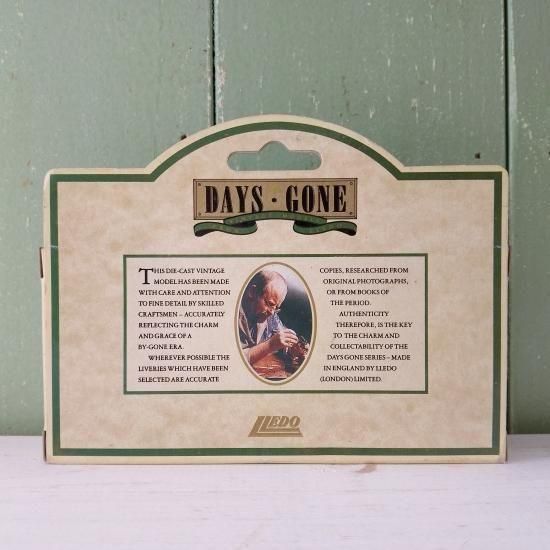 DAYS · GONE
THIS DIE-CAST VINTAGE
MODEL HAS BEEN MADE
WITH CARE AND ATTENTION
TO FINE DETAIL BY SKILLED
CRAFTSMEN – ACCURATELY
REFLECTING THE CHARM
AND GRACE OF A
BY-GONE ERA.
WHEREVER POSSIBLE THE
LIVERIES WHICH HAVE BEEN
SELECTED ARE ACCURATE
COPIES, RESEARCHED FROM
ORIGINAL PHOTOGRAPHS,
OR FROM BOOKS OF
THE PERIOD.
AUTHENTICITY
THEREFORE, IS THE KEY
TO THE CHARM AND
COLLECTABILITY OF THE
DAYS GONE SERIES – MADE
IN ENGLAND BY LLEDO
(LONDON) LIMITED.
LLEDO